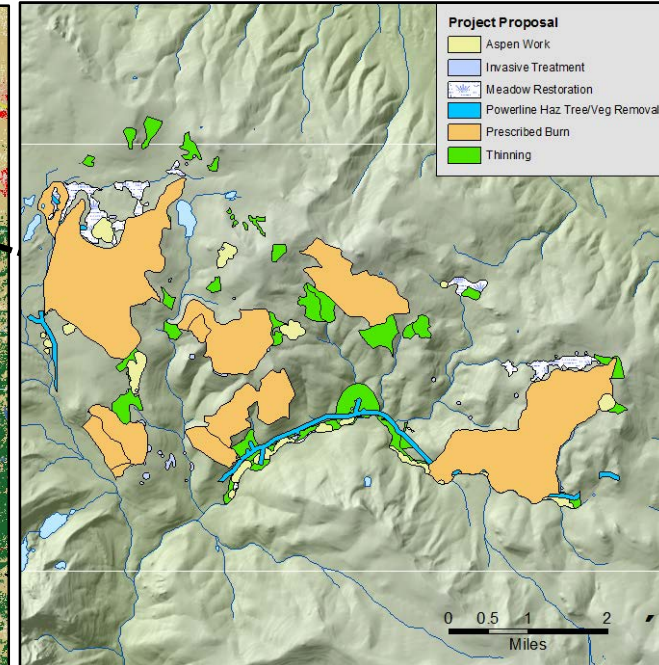 Project Proposal
Aspen Work
Invasive Treatment
Meadow Restoration
Powerline Haz Tree/Veg Removal
Prescribed Burn
Thinning
0 0.5 1 2
Miles